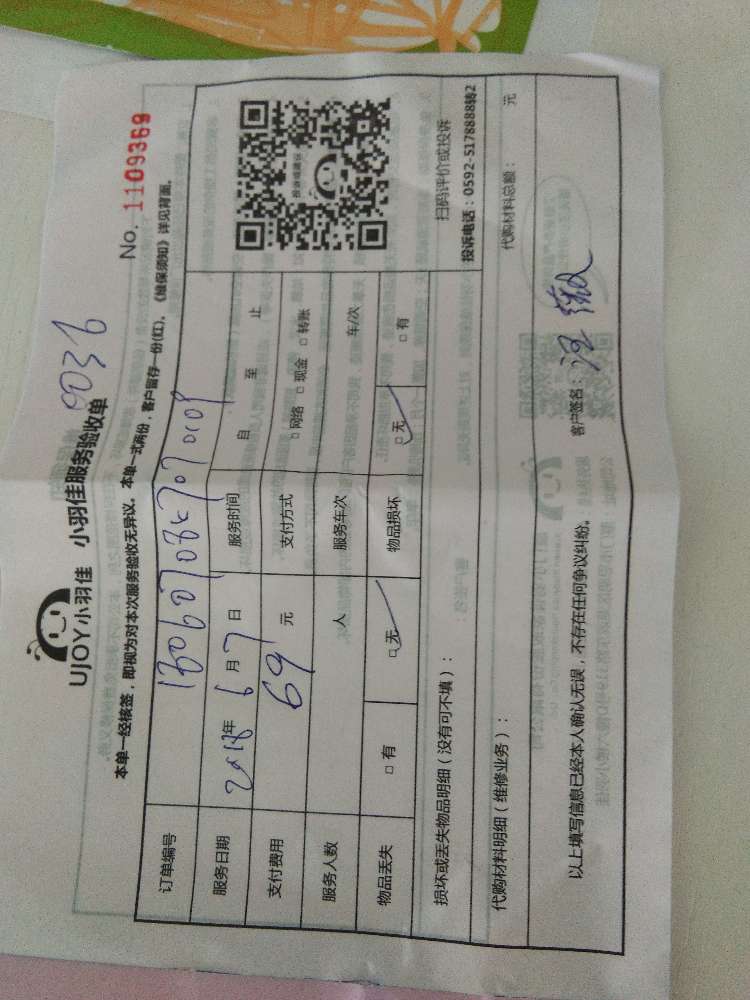 UJOY小羽佳 小羽佳服务验收单 0036
No. 1109369
本单一经核签，即视为对本次服务验收无异议。本单一式两份，客户留存一份(红)。《维保须知》详见背面。
订单编号
服务日期 2018年 6月7日 服务时间 自 至 止
支付费用 69 元 支付方式 □ 网络 □ 现金 □ 转账
服务人数 人 服务车次 车/次
物品丢失 □ 有 □ 无 物品损坏 □ 无 □ 有
投诉或建议
扫码评价或投诉
投诉电话：0592-5178888转2
损坏或丢失物品明细（没有可不填）：
代购材料明细（维修业务）： 代购材料总额： 元
以上填写信息已经本人确认无误，不存在任何争议纠纷。 客户签名：